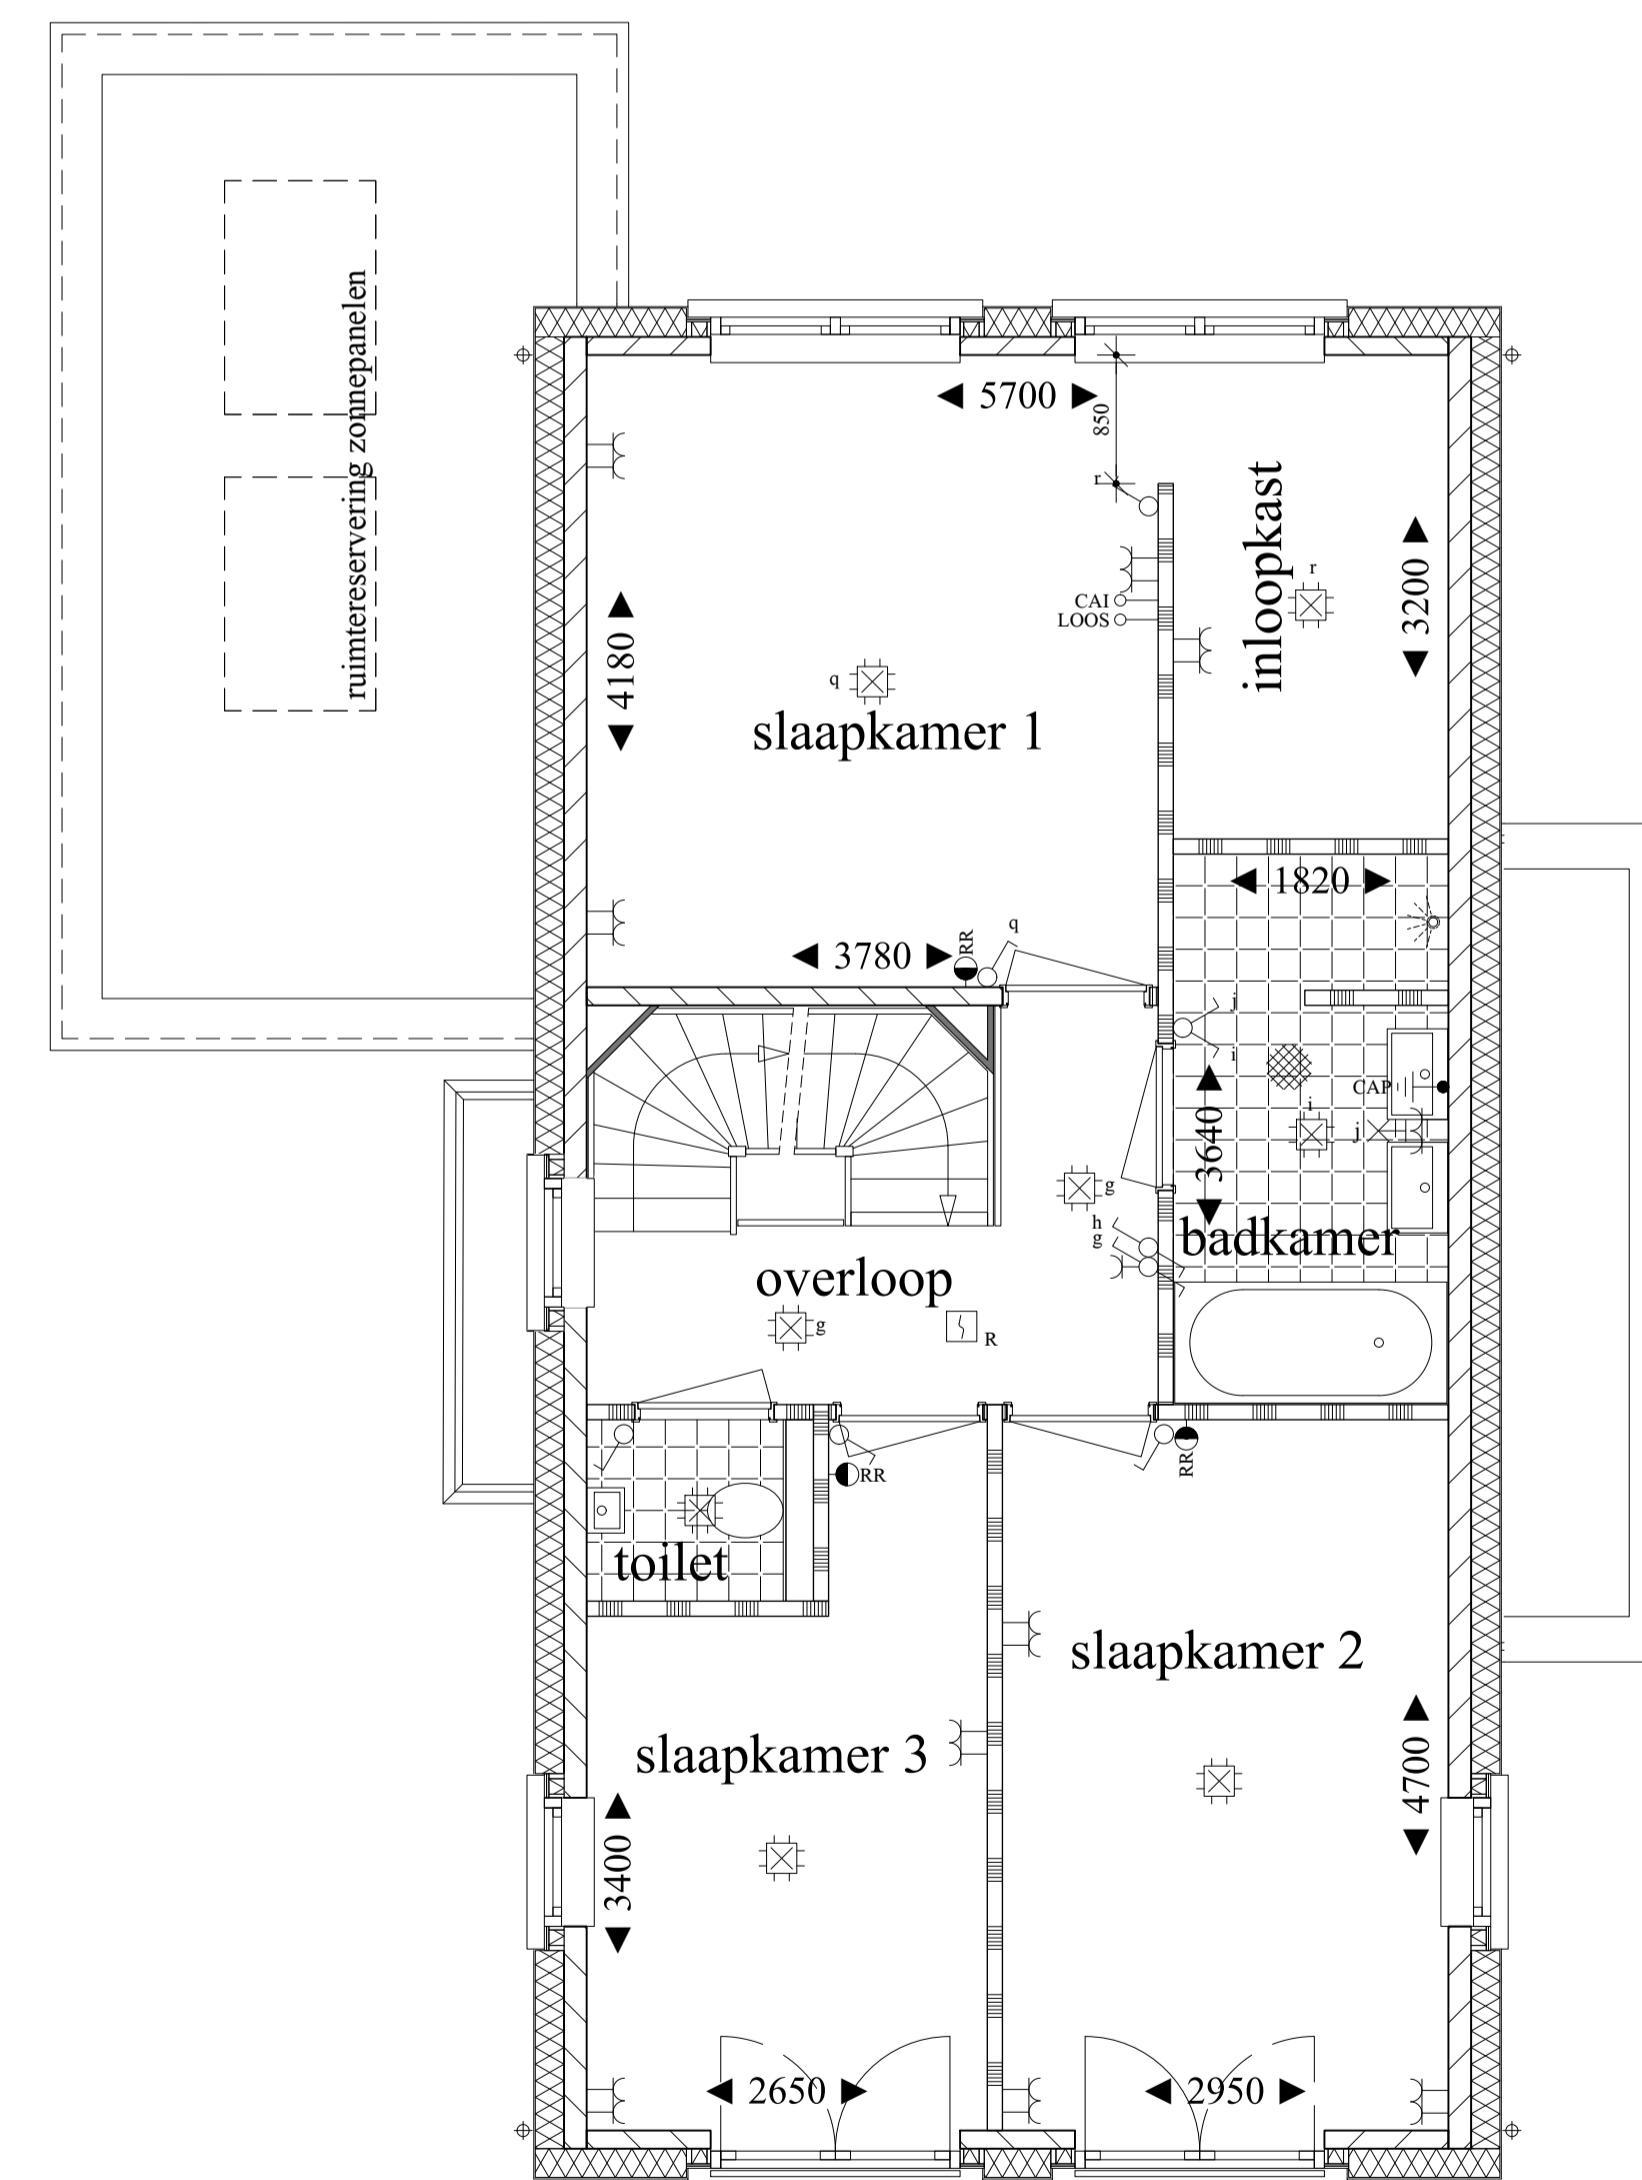 ruimtereservering zonnepanelen
5700
850
r
CAI
LOOS
inloopkast
r
3200
4180
q
slaapkamer 1
1820
3780
RR
q
j
i
CAP
i
j
3640
g
h
g
badkamer
overloop
g
R
RR
RR
toilet
slaapkamer 2
slaapkamer 3
4700
3400
2650
2950